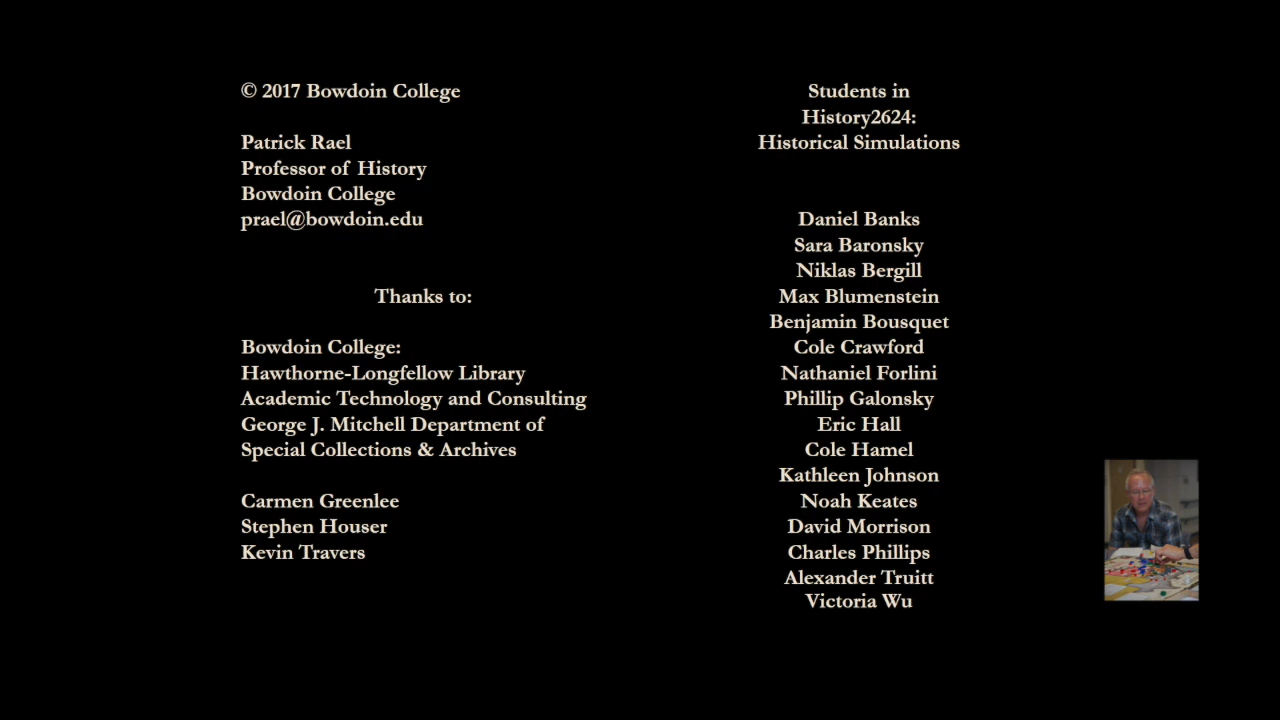 © 2017 Bowdoin College
Patrick Rael
Professor of History
Bowdoin College
prael@bowdoin.edu
Thanks to:
Bowdoin College:
Hawthorne-Longfellow Library
Academic Technology and Consulting
George J. Mitchell Department of
Special Collections & Archives
Carmen Greenlee
Stephen Houser
Kevin Travers
Students in
History2624:
Historical Simulations
Daniel Banks
Sara Baronsky
Niklas Bergill
Max Blumenstein
Benjamin Bousquet
Cole Crawford
Nathaniel Forlini
Phillip Galonsky
Eric Hall
Cole Hamel
Kathleen Johnson
Noah Keates
David Morrison
Charles Phillips
Alexander Truitt
Victoria Wu